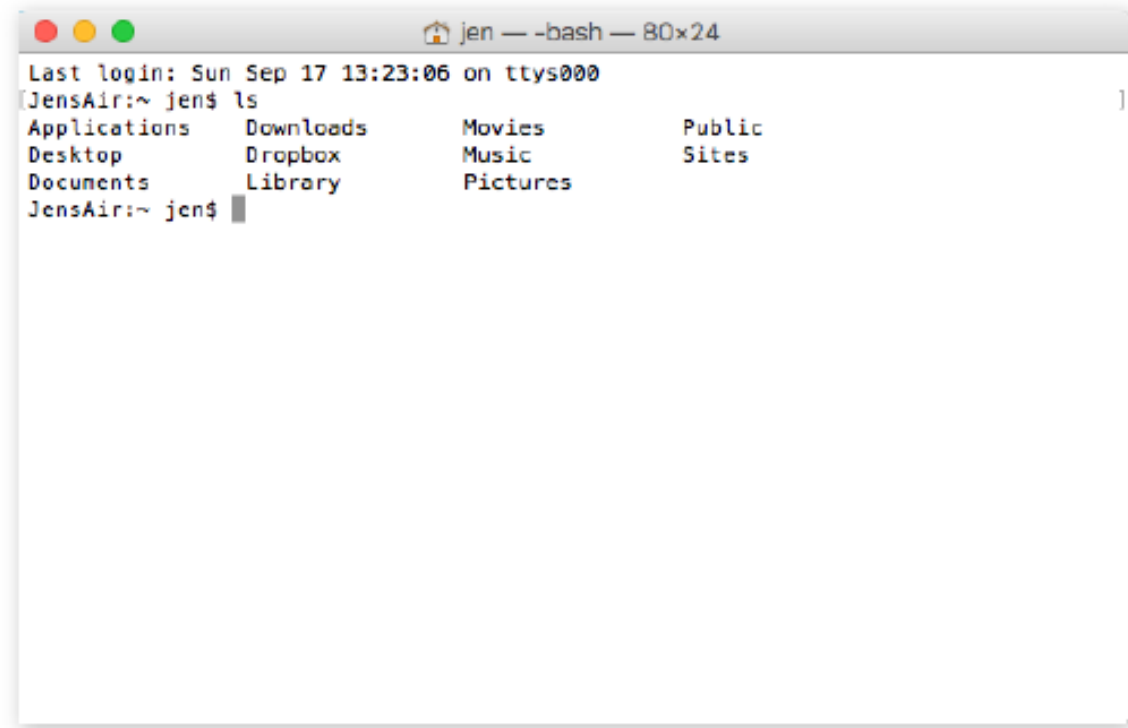 jen — -bash — 80×24
Last login: Sun Sep 17 13:23:06 on ttys000
[JensAir:~ jen$ ls ]
Applications Downloads Movies Public
Desktop Dropbox Music Sites
Documents Library Pictures
JensAir:~ jen$